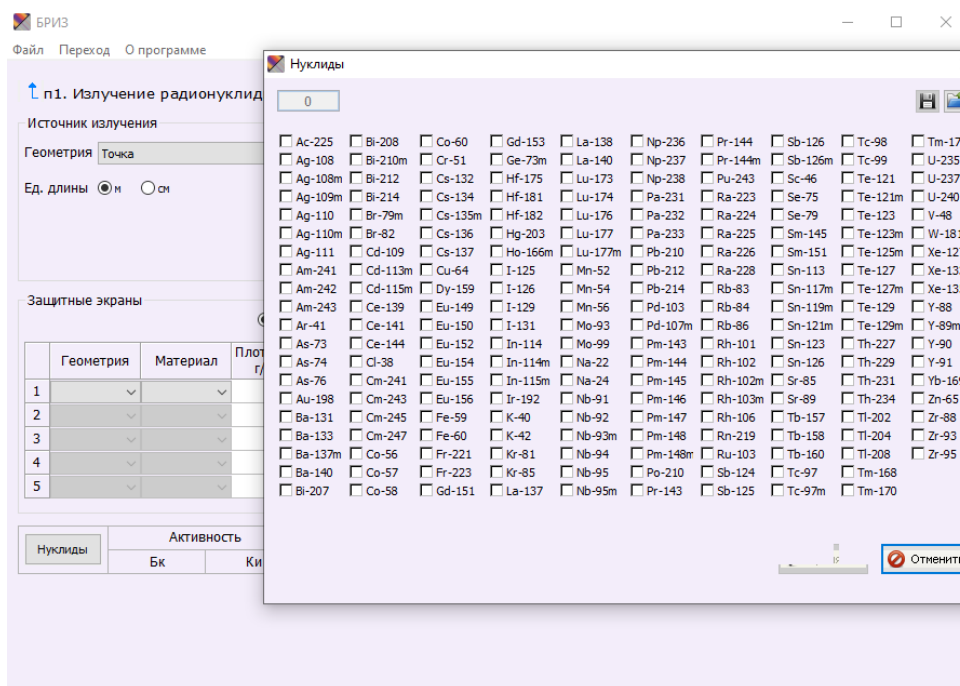 БРИЗ
Файл Переход О программе
Нуклиды
п1. Излучение радионуклид
0
Источник излучения
Геометрия Точка
Ед. длины м см
Ac-225 Bi-208 Co-60 Gd-153 La-138 Np-236 Pr-144 Sb-126 Tc-98 Tm-17
Ag-108 Bi-210m Cr-51 Ge-73m La-140 Np-237 Pr-144m Sb-126m Tc-99 U-235
Ag-108m Bi-212 Cs-132 Hf-175 Lu-173 Np-238 Pu-243 Sc-46 Te-121 U-237
Ag-109m Bi-214 Cs-134 Hf-181 Lu-174 Pa-231 Ra-223 Se-75 Te-121m U-240
Ag-110 Br-79m Cs-135m Hf-182 Lu-176 Pa-232 Ra-224 Se-79 Te-123 V-48
Ag-110m Br-82 Cs-136 Hg-203 Lu-177 Pa-233 Ra-225 Sm-145 Te-123m W-181
Ag-111 Cd-109 Cs-137 Ho-166m Lu-177m Pb-210 Ra-226 Sm-151 Te-125m Xe-12
Am-241 Cd-113m Cu-64 I-125 Mn-52 Pb-212 Ra-228 Sn-113 Te-127 Xe-13
Am-242 Cd-115m Dy-159 I-126 Mn-54 Pb-214 Rb-83 Sn-117m Te-127m Xe-13
Am-243 Ce-139 Eu-149 I-129 Mn-56 Pd-103 Rb-84 Sn-119m Te-129 Y-88
Ar-41 Ce-141 Eu-150 I-131 Mo-93 Pd-107m Rb-86 Sn-121m Te-129m Y-89m
As-73 Ce-144 Eu-152 In-114 Mo-99 Pm-143 Rh-101 Sn-123 Th-227 Y-90
As-74 Cl-38 Eu-154 In-114m Na-22 Pm-144 Rh-102 Sn-126 Th-229 Y-91
As-76 Cm-241 Eu-155 In-115m Na-24 Pm-145 Rh-102m Sr-85 Th-231 Yb-169
Au-198 Cm-243 Eu-156 Ir-192 Nb-91 Pm-146 Rh-103m Sr-89 Th-234 Zn-65
Ba-131 Cm-245 Fe-59 K-40 Nb-92 Pm-147 Rh-106 Tb-157 Tl-202 Zr-88
Ba-133 Cm-247 Fe-60 K-42 Nb-93m Pm-148 Rn-219 Tb-158 Tl-204 Zr-93
Ba-137m Co-56 Fr-221 Kr-81 Nb-94 Pm-148m Ru-103 Tb-160 Tl-208 Zr-95
Ba-140 Co-57 Fr-223 Kr-85 Nb-95 Po-210 Sb-124 Tc-97 Tm-168
Bi-207 Co-58 Gd-151 La-137 Nb-95m Pr-143 Sb-125 Tc-97m Tm-170
Защитные экраны
Геометрия Материал Плот
г/
1
2
3
4
5
Нуклиды Активность
Бк Ки
Отменить